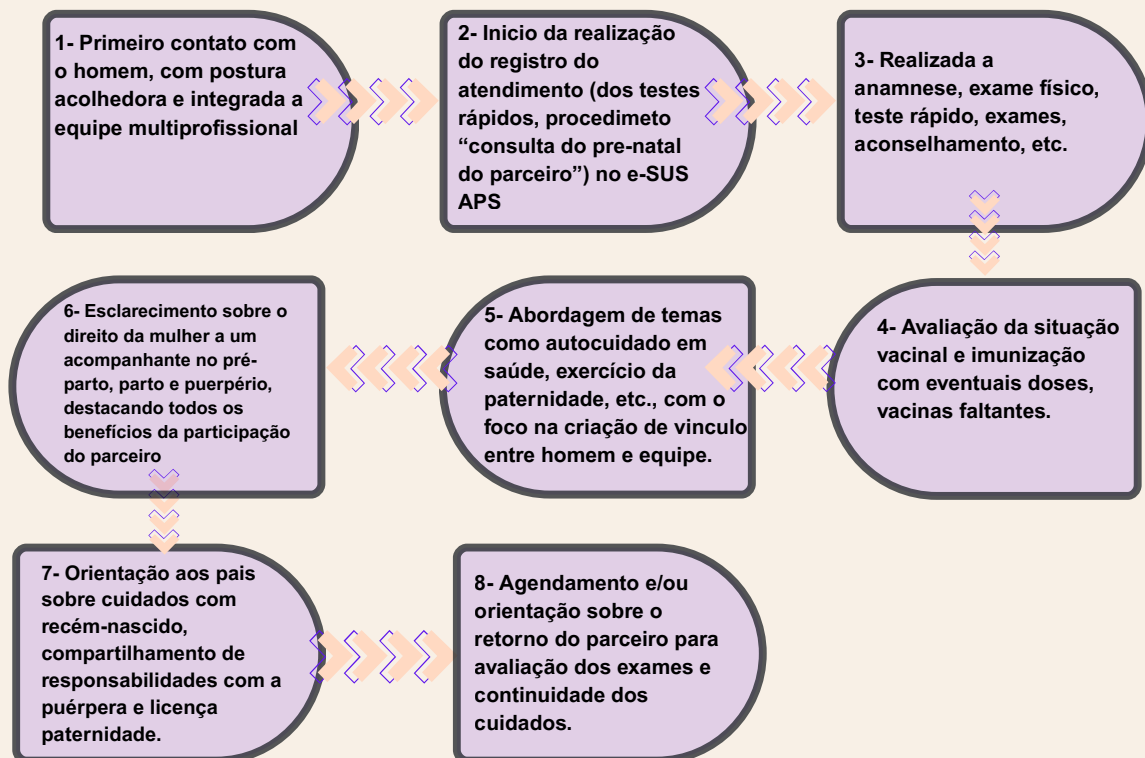 1- Primeiro contato com
o homem, com postura
acolhedora e integrada a
equipe multiprofissional
2- Inicio da realização
do registro do
atendimento (dos testes
rápidos, procedimeto
“consulta do pre-natal
do parceiro”) no e-SUS
APS
3- Realizada a
anamnese, exame físico,
teste rápido, exames,
aconselhamento, etc.
4- Avaliação da situação
vacinal e imunização
com eventuais doses,
vacinas faltantes.
5- Abordagem de temas
como autocuidado em
saúde, exercício da
paternidade, etc., com o
foco na criação de vinculo
entre homem e equipe.
6- Esclarecimento sobre o
direito da mulher a um
acompanhante no pré-
parto, parto e puerpério,
destacando todos os
benefícios da participação
do parceiro
7- Orientação aos pais
sobre cuidados com
recém-nascido,
compartilhamento de
responsabilidades com a
puérpera e licença
paternidade.
8- Agendamento e/ou
orientação sobre o
retorno do parceiro para
avaliação dos exames e
continuidade dos
cuidados.